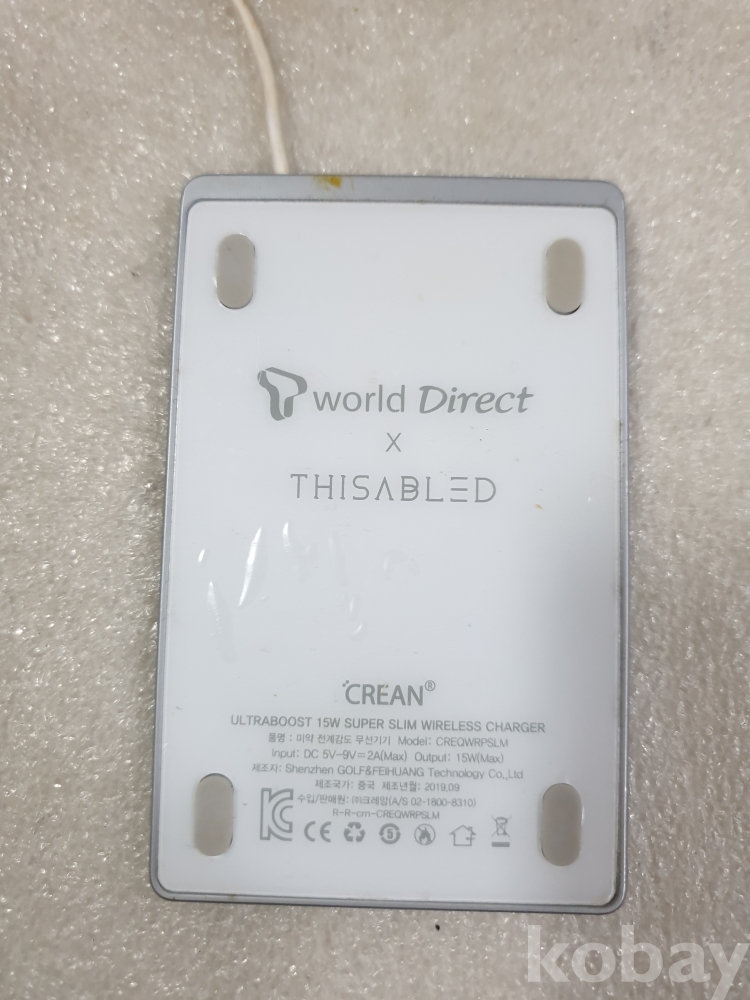 T world Direct
X
THISABLED
CREAN®
ULTRABOOST 15W SUPER SLIM WIRELESS CHARGER
품명 : 미약 전계강도 무선기기 Model: CREQWRPSLM
Input: DC 5V-9V=2A(Max) Output: 15W(Max)
제조자: Shenzhen GOLF&FEIHUANG Technology Co.,Ltd
제조국가: 중국 제조년월: 2019.09
수입/판매원: ㈜크레앙(A/S 02-1800-8310)
R-R-cm-CREQWRPSLM
CE 5
kobay